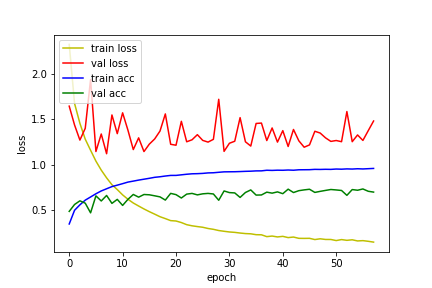 train loss
val loss
train acc
val acc
2.0
1.5
1.0
0.5
loss
0 10 20 30 40 50
epoch